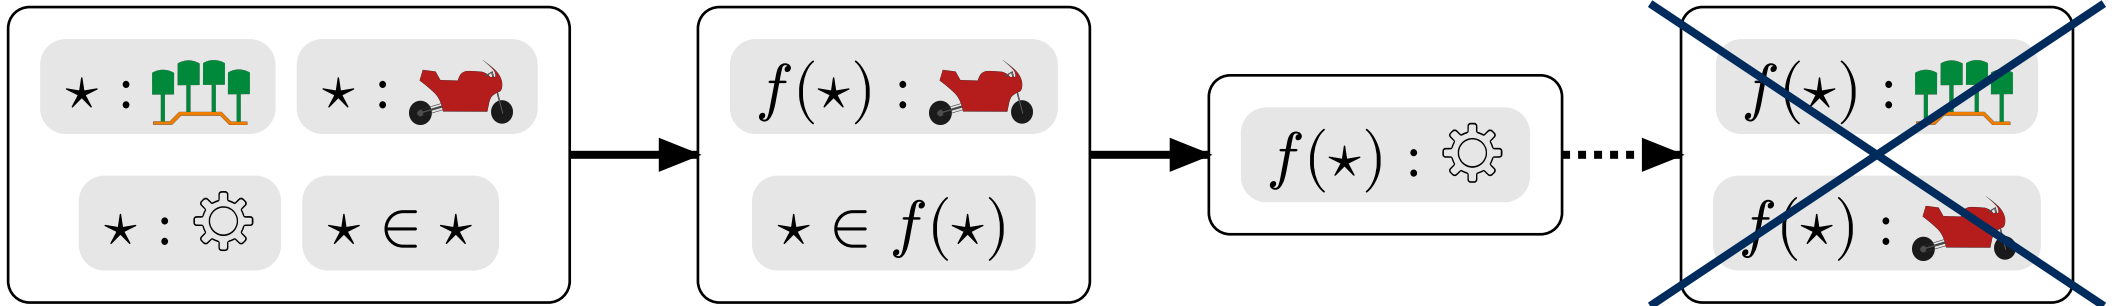 ⋆ :
⋆ :
⋆ :
⋆ ∈ ⋆
f(⋆) :
⋆ ∈ f(⋆)
f(⋆) :
f(⋆) :
f(⋆) :